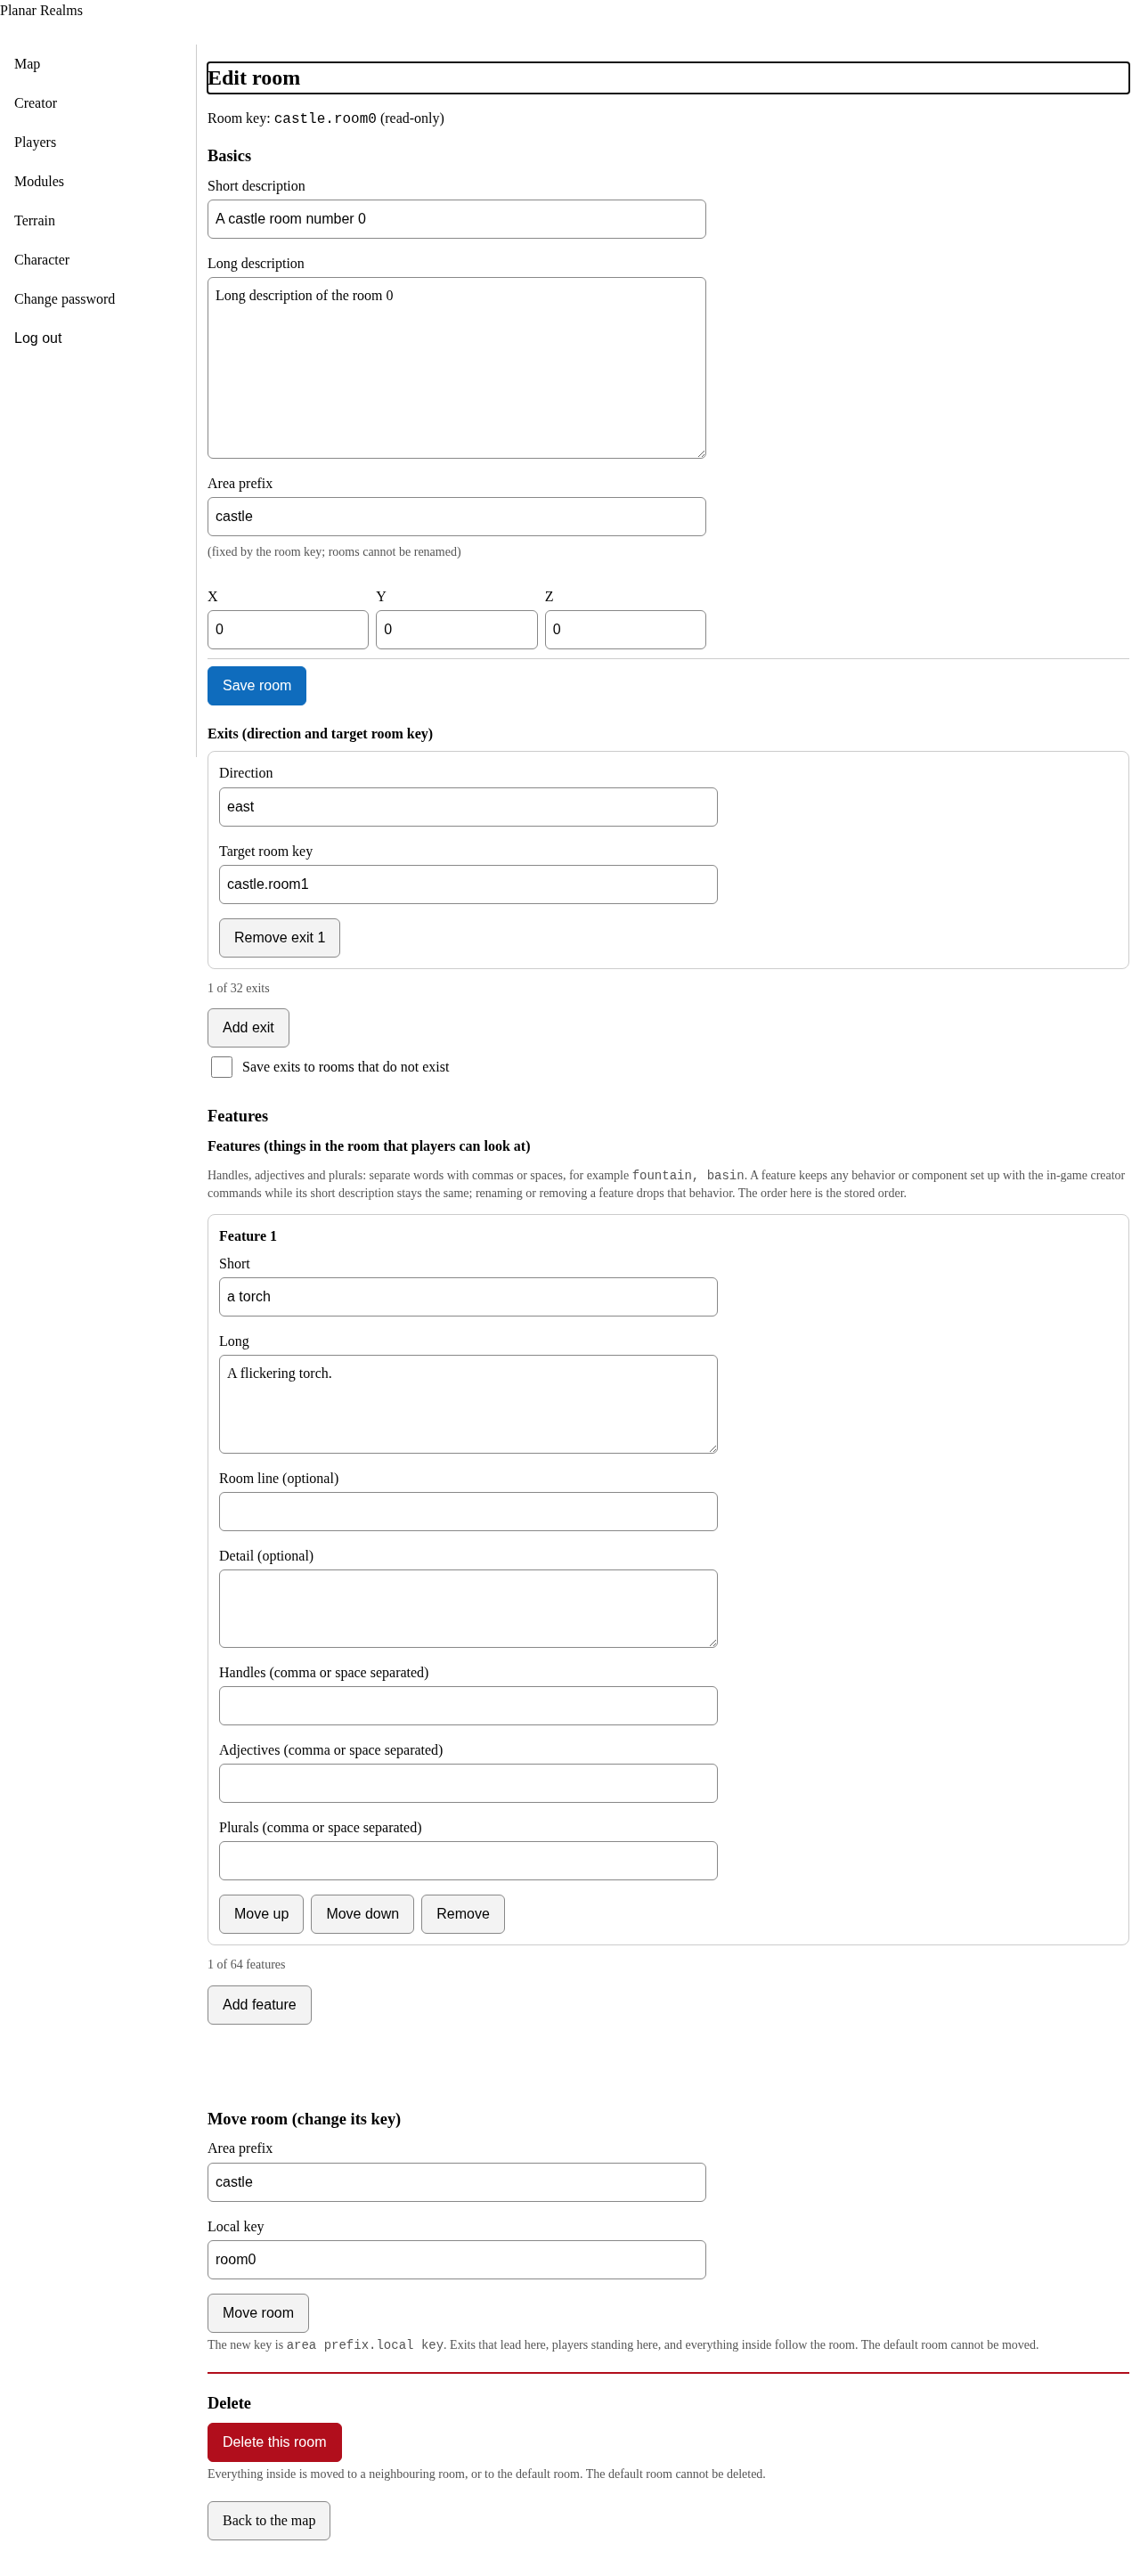 Planar Realms
Map
Creator
Players
Modules
Terrain
Character
Change password
Log out
Edit room
Room key: castle.room0 (read-only)
Basics
Short description
A castle room number 0
Long description
Long description of the room 0
Area prefix
castle
(fixed by the room key; rooms cannot be renamed)
X Y Z
0 0 0
Save room
Exits (direction and target room key)
Direction
east
Target room key
castle.room1
Remove exit 1
1 of 32 exits
Add exit
Save exits to rooms that do not exist
Features
Features (things in the room that players can look at)
Handles, adjectives and plurals: separate words with commas or spaces, for example fountain, basin. A feature keeps any behavior or component set up with the in-game creator
commands while its short description stays the same; renaming or removing a feature drops that behavior. The order here is the stored order.
Feature 1
Short
a torch
Long
A flickering torch.
Room line (optional)
Detail (optional)
Handles (comma or space separated)
Adjectives (comma or space separated)
Plurals (comma or space separated)
Move up Move down Remove
1 of 64 features
Add feature
Move room (change its key)
Area prefix
castle
Local key
room0
Move room
The new key is area prefix.local key. Exits that lead here, players standing here, and everything inside follow the room. The default room cannot be moved.
Delete
Delete this room
Everything inside is moved to a neighbouring room, or to the default room. The default room cannot be deleted.
Back to the map